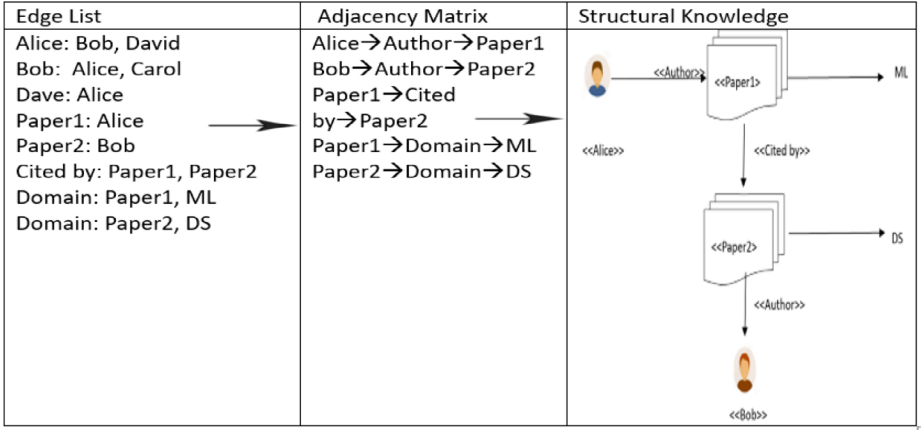 Edge List
Alice: Bob, David
Bob: Alice, Carol
Dave: Alice
Paper1: Alice
Paper2: Bob
Cited by: Paper1, Paper2
Domain: Paper1, ML
Domain: Paper2, DS
Adjacency Matrix
Alice→Author→Paper1
Bob→Author→Paper2
Paper1→Cited
by→Paper2
Paper1→Domain→ML
Paper2→Domain→DS
Structural Knowledge
<<Author>>
<<Paper1>>
ML
<<Alice>>
<<Cited by>>
<<Paper2>>
DS
<<Author>>
<<Bob>>